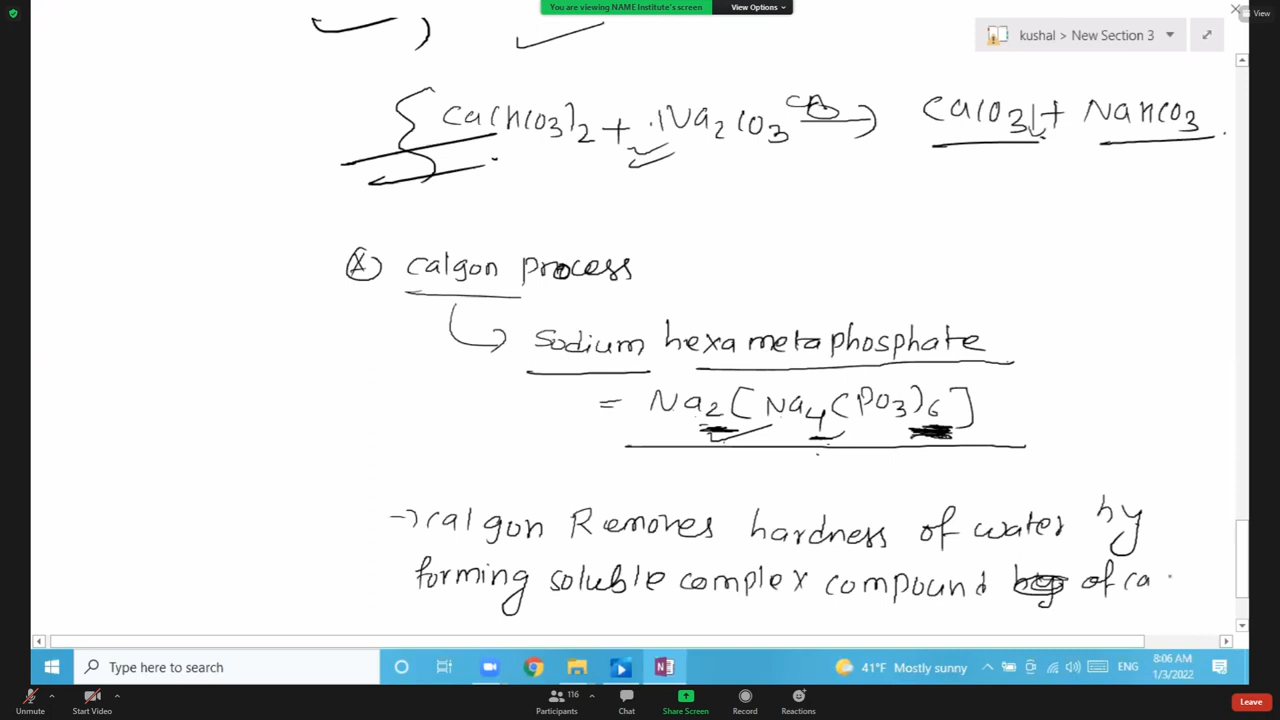 You are viewing NAME Institute's screen
View Options
View
kushal > New Section 3
Ca(HCO3)2 + Na2CO3 → CaCO3↓ + NaHCO3
calgon process
→ sodium hexametaphosphate
= Na2[Na4(PO3)6]
→ calgon Removes hardness of water by
forming soluble complex compound of ca
Type here to search
41°F Mostly sunny
ENG
8:06 AM
1/3/2022
Unmute
Start Video
116
Participants
Chat
Share Screen
Record
Reactions
Leave